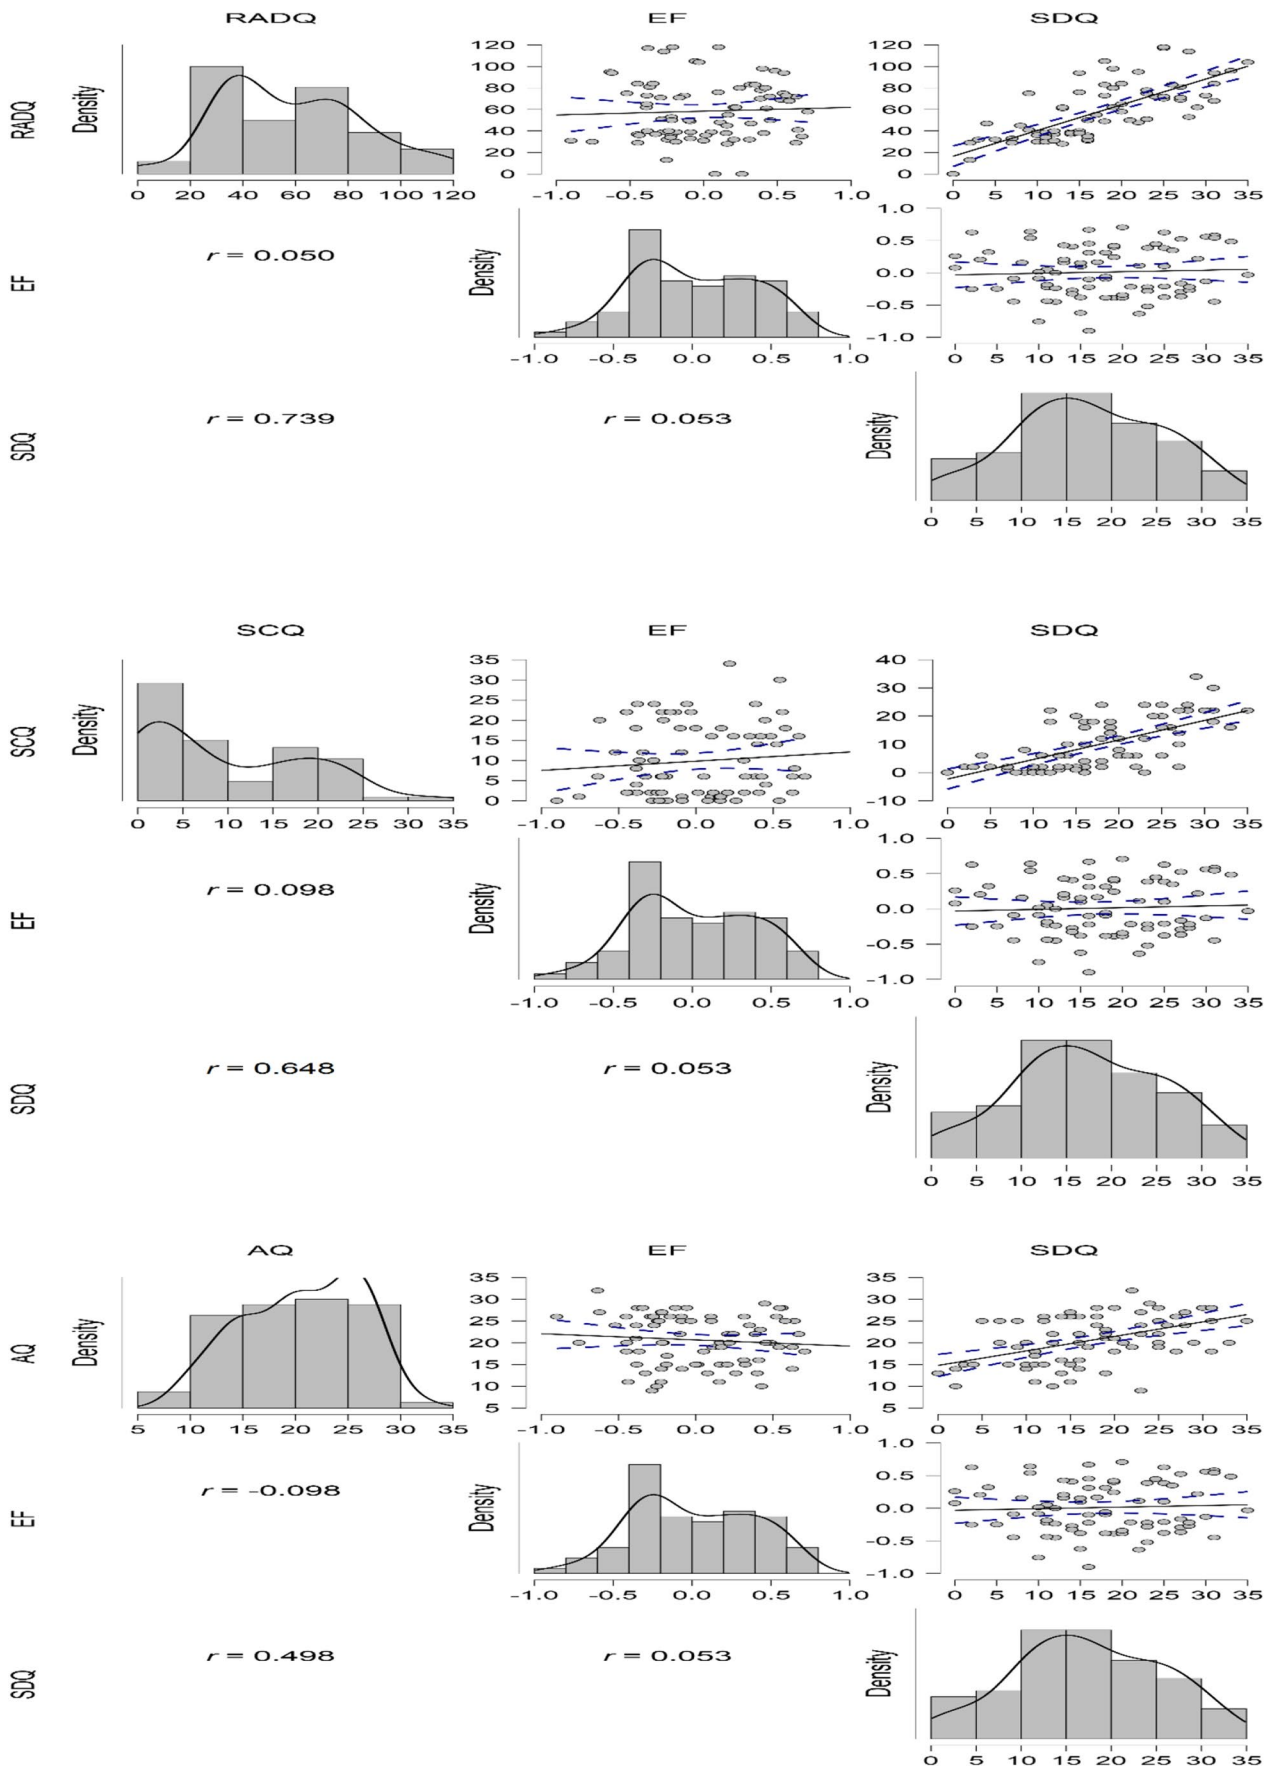 RADQ EF SDQ
RADQ
Density
120
100
80
60
40
20
0
120
100
80
60
40
20
0
0 20 40 60 80 100 120
-1.0 -0.5 0.0 0.5 1.0
0 5 10 15 20 25 30 35
EF
r = 0.050
Density
1.0
0.5
0.0
-0.5
-1.0
-1.0 -0.5 0.0 0.5 1.0
0 5 10 15 20 25 30 35
SDQ
r = 0.739
r = 0.053
Density
0 5 10 15 20 25 30 35
SCQ EF SDQ
SCQ
Density
35
30
25
20
15
10
5
0
40
30
20
10
0
-10
0 5 10 15 20 25 30 35
-1.0 -0.5 0.0 0.5 1.0
0 5 10 15 20 25 30 35
EF
r = 0.098
Density
1.0
0.5
0.0
-0.5
-1.0
-1.0 -0.5 0.0 0.5 1.0
0 5 10 15 20 25 30 35
SDQ
r = 0.648
r = 0.053
Density
0 5 10 15 20 25 30 35
AQ EF SDQ
AQ
Density
35
30
25
20
15
10
5
35
30
25
20
15
10
5
5 10 15 20 25 30 35
-1.0 -0.5 0.0 0.5 1.0
0 5 10 15 20 25 30 35
EF
r = -0.098
Density
1.0
0.5
0.0
-0.5
-1.0
-1.0 -0.5 0.0 0.5 1.0
0 5 10 15 20 25 30 35
SDQ
r = 0.498
r = 0.053
Density
0 5 10 15 20 25 30 35